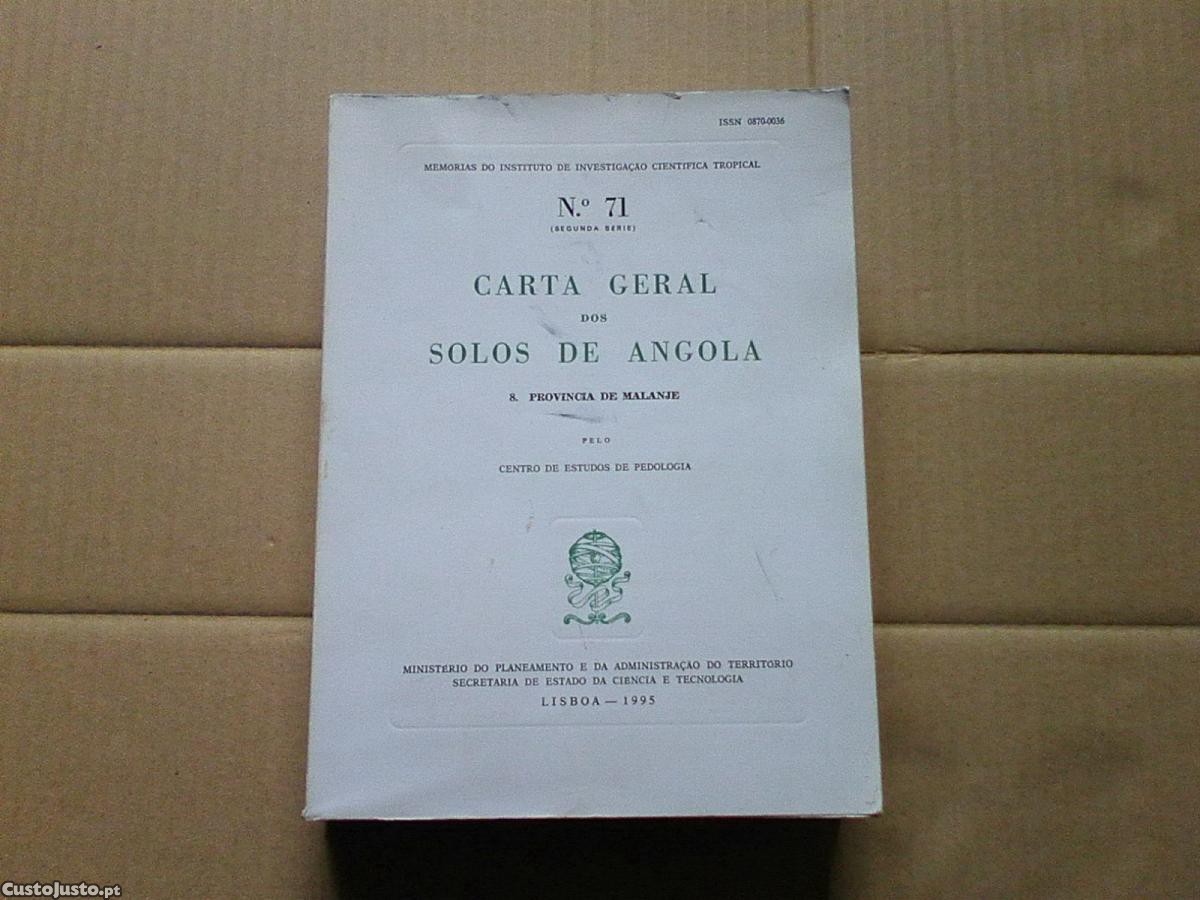 ISSN 0870-0036
MEMORIAS DO INSTITUTO DE INVESTIGAÇÃO CIENTIFICA TROPICAL
N.º 71
(SEGUNDA SERIE)
CARTA GERAL
DOS
SOLOS DE ANGOLA
8. PROVINCIA DE MALANJE
PELO
CENTRO DE ESTUDOS DE PEDOLOGIA
MINISTÉRIO DO PLANEAMENTO E DA ADMINISTRAÇÃO DO TERRITÓRIO
SECRETARIA DE ESTADO DA CIENCIA E TECNOLOGIA
LISBOA — 1995
CustoJusto.pt